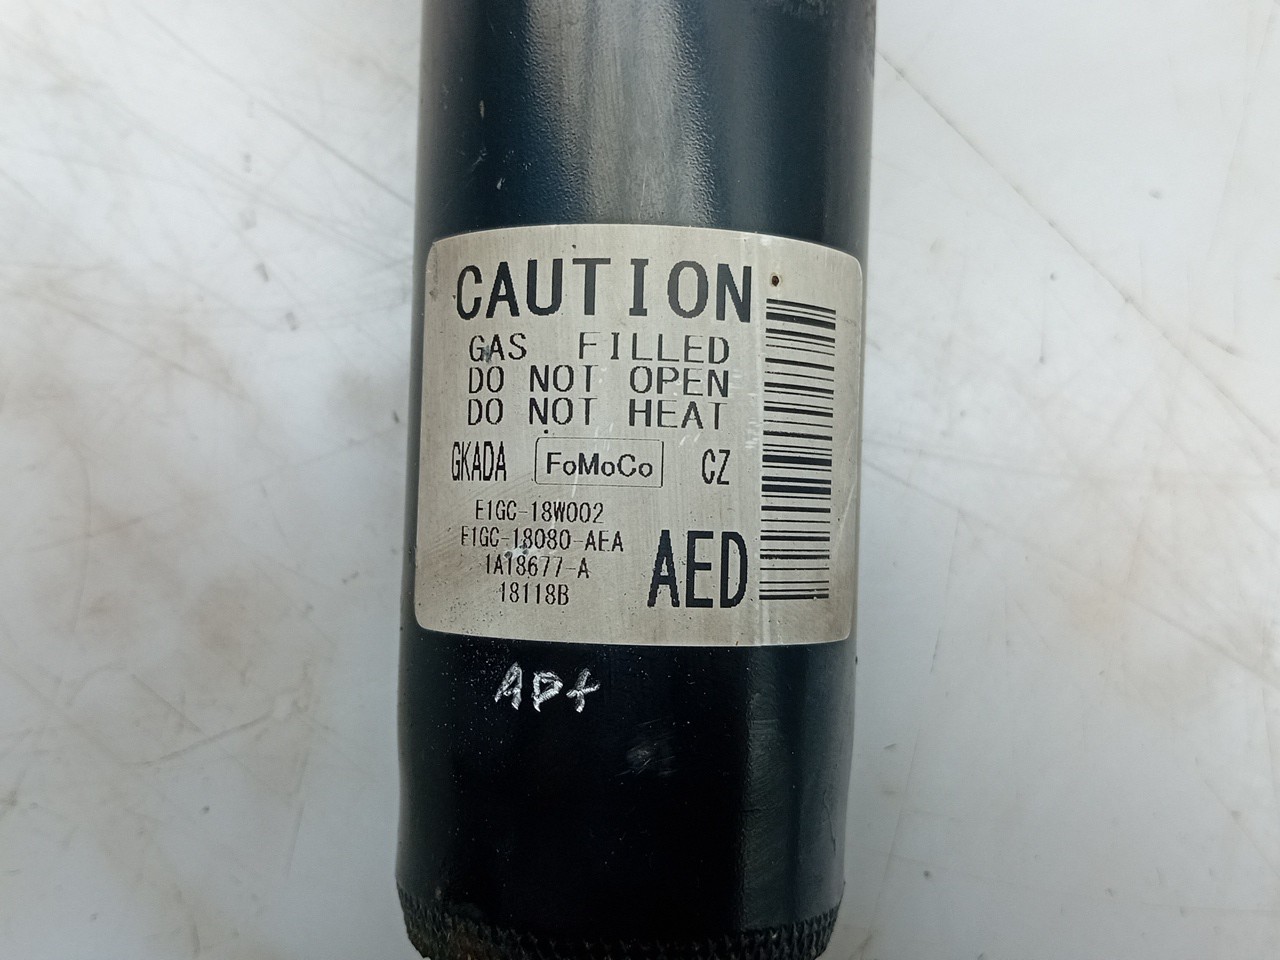 CAUTION
GAS FILLED
DO NOT OPEN
DO NOT HEAT
GKADA FoMoCo CZ
E1GC-18W002
E1GC-18080-AEA
1A18677-A
18118B
AED